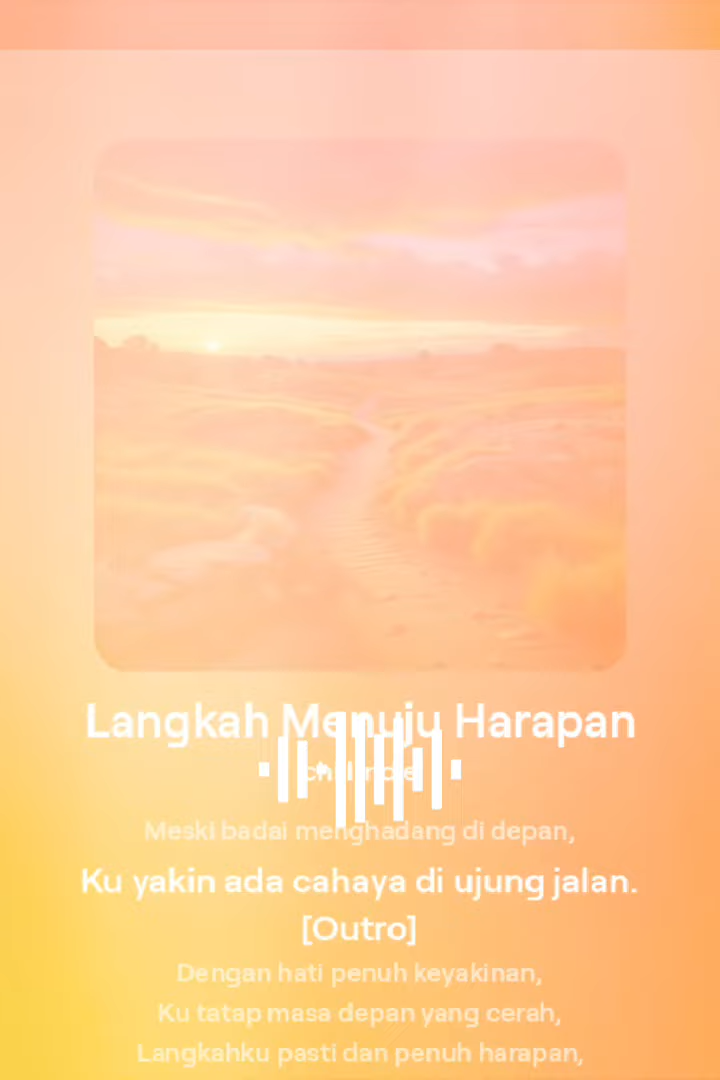 Langkah Menuju Harapan
Meski badai menghadang di depan,
Ku yakin ada cahaya di ujung jalan.
[Outro]
Dengan hati penuh keyakinan,
Ku tatap masa depan yang cerah,
Langkahku pasti dan penuh harapan,